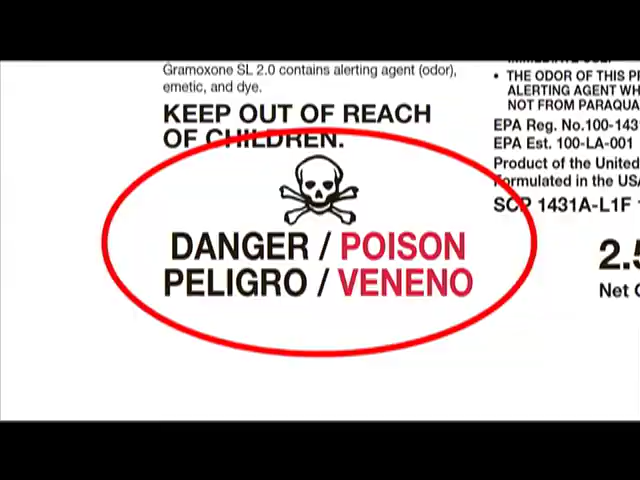 Gramoxone SL 2.0 contains alerting agent (odor),
emetic, and dye.
KEEP OUT OF REACH
OF CHILDREN.
DANGER / POISON
PELIGRO / VENENO
• THE ODOR OF THIS
ALERTING AGENT
NOT FROM PARAQUA
EPA Reg. No.100-143
EPA Est. 100-LA-001
Product of the United
Formulated in the USA
SCP 1431A-L1F
2.5
Net